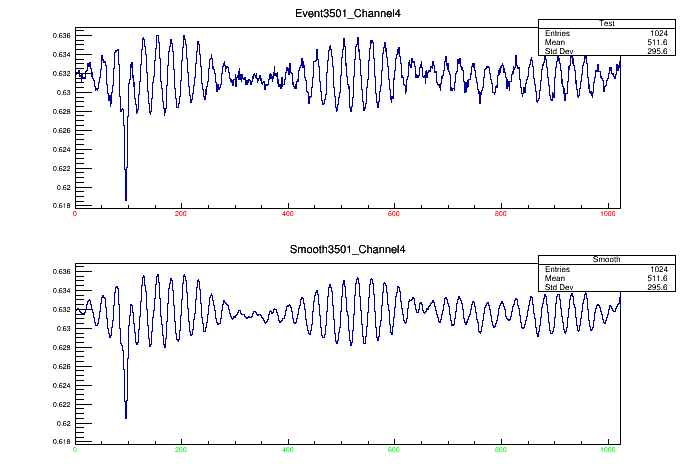 Event3501_Channel4
Test
Entries 1024
Mean 511.6
Std Dev 295.6
0.636
0.634
0.632
0.63
0.628
0.626
0.624
0.622
0.62
0.618
0 200 400 600 800 1000
Smooth3501_Channel4
Smooth
Entries 1024
Mean 511.6
Std Dev 295.6
0.636
0.634
0.632
0.63
0.628
0.626
0.624
0.622
0.62
0.618
0 200 400 600 800 1000